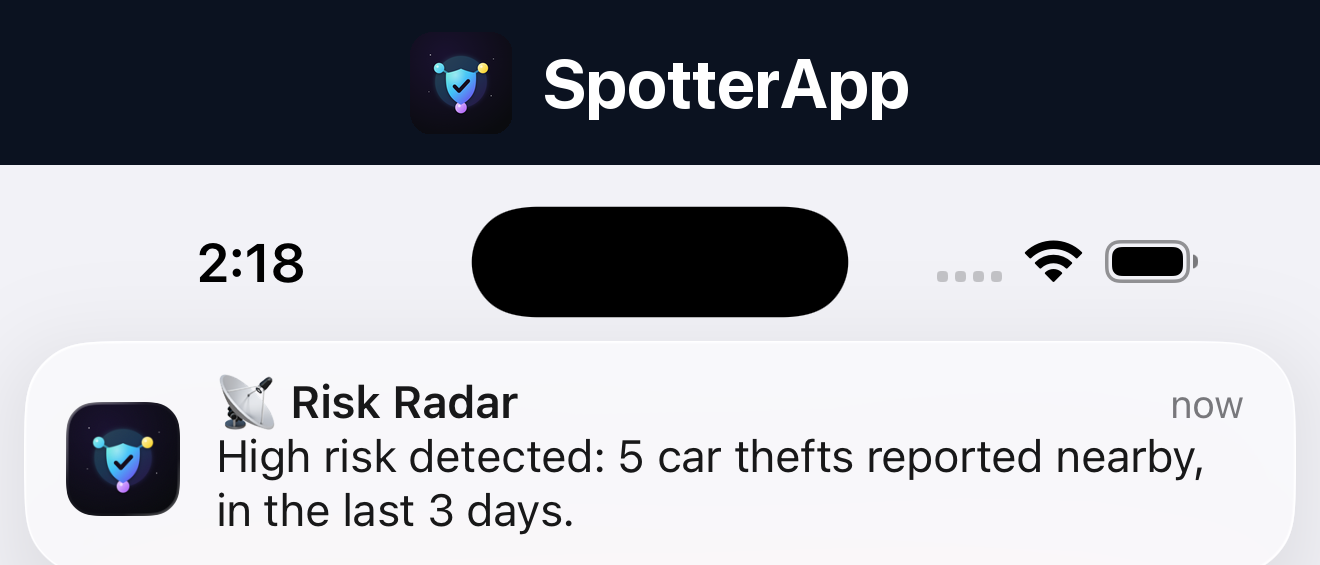 SpotterApp
2:18
Risk Radar
now
High risk detected: 5 car thefts reported nearby,
in the last 3 days.